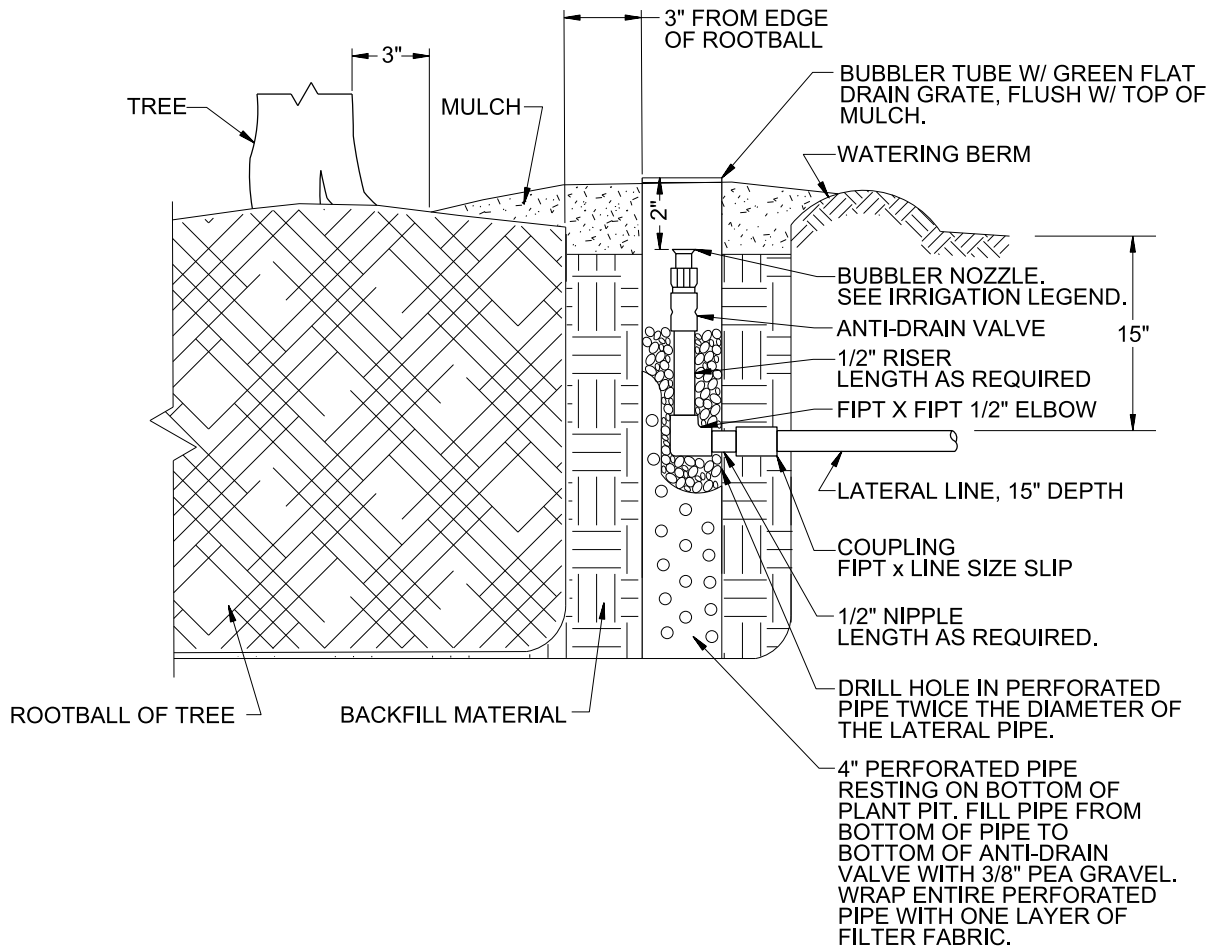 3" FROM EDGE
OF ROOTBALL
3"
TREE
MULCH
BUBBLER TUBE W/ GREEN FLAT
DRAIN GRATE, FLUSH W/ TOP OF
MULCH.
WATERING BERM
2"
BUBBLER NOZZLE.
SEE IRRIGATION LEGEND.
ANTI-DRAIN VALVE
15"
1/2" RISER
LENGTH AS REQUIRED
FIPT X FIPT 1/2" ELBOW
LATERAL LINE, 15" DEPTH
COUPLING
FIPT x LINE SIZE SLIP
1/2" NIPPLE
LENGTH AS REQUIRED.
ROOTBALL OF TREE
BACKFILL MATERIAL
DRILL HOLE IN PERFORATED
PIPE TWICE THE DIAMETER OF
THE LATERAL PIPE.
4" PERFORATED PIPE
RESTING ON BOTTOM OF
PLANT PIT. FILL PIPE FROM
BOTTOM OF PIPE TO
BOTTOM OF ANTI-DRAIN
VALVE WITH 3/8" PEA GRAVEL.
WRAP ENTIRE PERFORATED
PIPE WITH ONE LAYER OF
FILTER FABRIC.